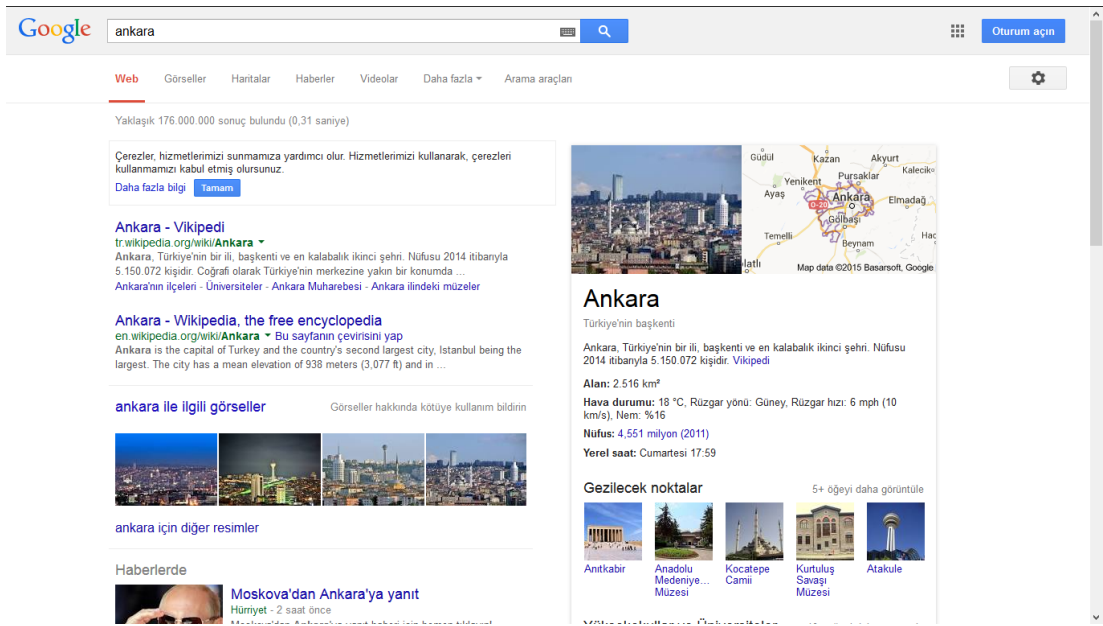 Google
ankara
Oturum açın
Web Görseller Haritalar Haberler Videolar Daha fazla Arama araçları
Yaklaşık 176.000.000 sonuç bulundu (0,31 saniye)
Çerezler, hizmetlerimizi sunmamıza yardımcı olur. Hizmetlerimizi kullanarak, çerezleri
kullanmamızı kabul etmiş olursunuz.
Daha fazla bilgi Tamam
Ankara - Vikipedi
tr.wikipedia.org/wiki/Ankara
Ankara, Türkiye'nin bir ili, başkenti ve en kalabalık ikinci şehri. Nüfusu 2014 itibarıyla
5.150.072 kişidir. Coğrafi olarak Türkiye'nin merkezine yakın bir konumda ...
Ankara'nın ilçeleri - Üniversiteler - Ankara Muharebesi - Ankara ilindeki müzeler
Ankara - Wikipedia, the free encyclopedia
en.wikipedia.org/wiki/Ankara Bu sayfanın çevirisini yap
Ankara is the capital of Turkey and the country's second largest city, Istanbul being the
largest. The city has a mean elevation of 938 meters (3,077 ft) and in ...
ankara ile ilgili görseller Görseller hakkında kötüye kullanım bildirin
ankara için diğer resimler
Haberlerde
Moskova'dan Ankara'ya yanıt
Hürriyet - 2 saat önce
Güdül Kazan Akyurt
Kalecik
Pursaklar
Yenikent
Ayaş
Ankara
Elmadağ
O-20
Gölbaşı
Temelli
Beynam
Hac
latlı
Map data ©2015 Basarsoft, Google
Ankara
Türkiye'nin başkenti
Ankara, Türkiye'nin bir ili, başkenti ve en kalabalık ikinci şehri. Nüfusu
2014 itibarıyla 5.150.072 kişidir. Vikipedi
Alan: 2.516 km²
Hava durumu: 18 °C, Rüzgar yönü: Güney, Rüzgar hızı: 6 mph (10
km/s), Nem: %16
Nüfus: 4,551 milyon (2011)
Yerel saat: Cumartesi 17:59
Gezilecek noktalar 5+ öğeyi daha görüntüle
Anıtkabir
Anadolu
Medeniye...
Müzesi
Kocatepe
Camii
Kurtuluş
Savaşı
Müzesi
Atakule